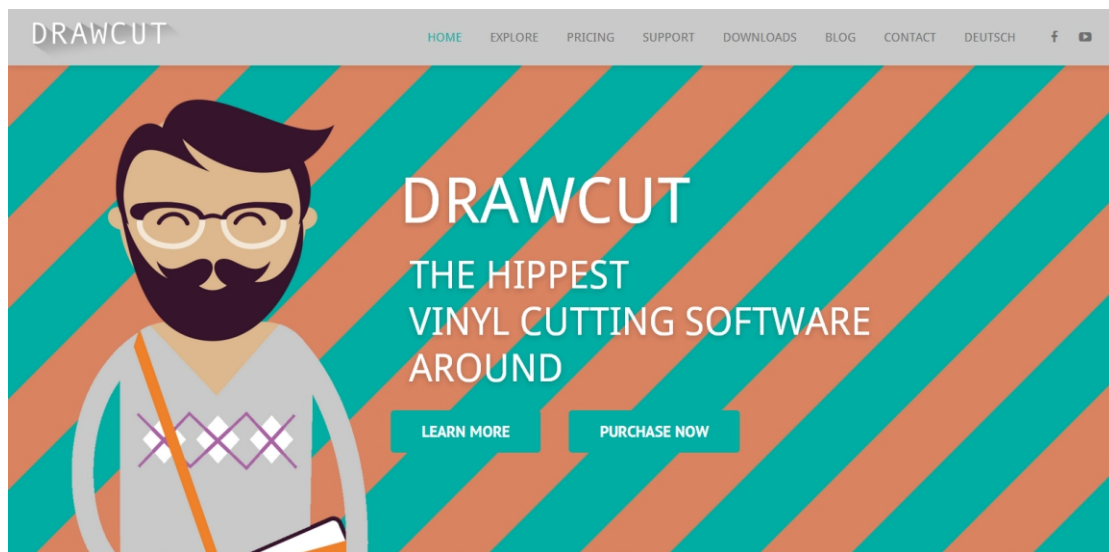 DRAWCUT
HOME EXPLORE PRICING SUPPORT DOWNLOADS BLOG CONTACT DEUTSCH
DRAWCUT
THE HIPPEST
VINYL CUTTING SOFTWARE
AROUND
LEARN MORE PURCHASE NOW